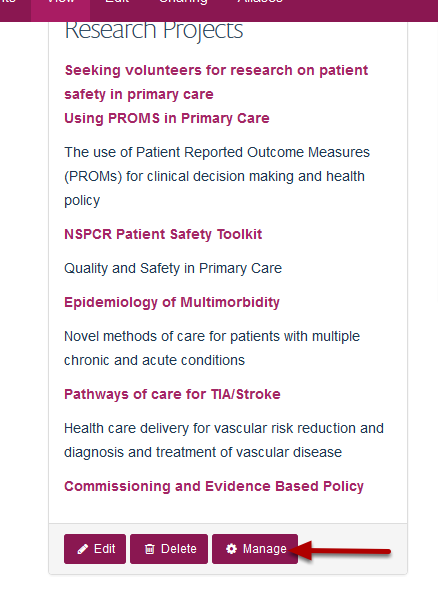 View Edit Sharing Aliases
Research Projects
Seeking volunteers for research on patient
safety in primary care
Using PROMS in Primary Care
The use of Patient Reported Outcome Measures
(PROMs) for clinical decision making and health
policy
NSPCR Patient Safety Toolkit
Quality and Safety in Primary Care
Epidemiology of Multimorbidity
Novel methods of care for patients with multiple
chronic and acute conditions
Pathways of care for TIA/Stroke
Health care delivery for vascular risk reduction and
diagnosis and treatment of vascular disease
Commissioning and Evidence Based Policy
Edit Delete Manage